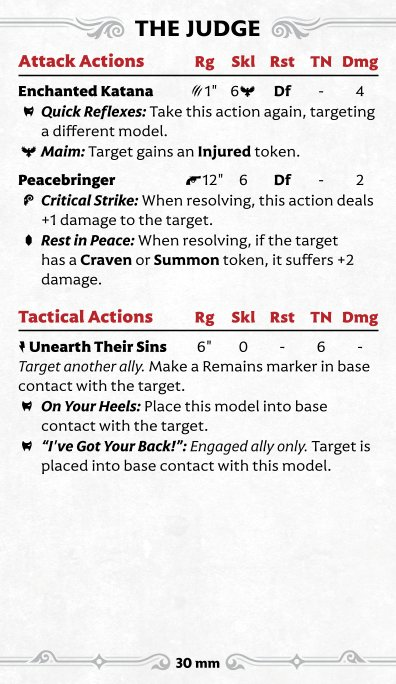 THE JUDGE
Attack Actions Rg Skl Rst TN Dmg
Enchanted Katana 1" 6 Df - 4
Quick Reflexes: Take this action again, targeting
a different model.
Maim: Target gains an Injured token.
Peacebringer 12" 6 Df - 2
Critical Strike: When resolving, this action deals
+1 damage to the target.
Rest in Peace: When resolving, if the target
has a Craven or Summon token, it suffers +2
damage.
Tactical Actions Rg Skl Rst TN Dmg
Unearth Their Sins 6" 0 - 6 -
Target another ally. Make a Remains marker in base
contact with the target.
On Your Heels: Place this model into base
contact with the target.
“I've Got Your Back!”: Engaged ally only. Target is
placed into base contact with this model.
30 mm